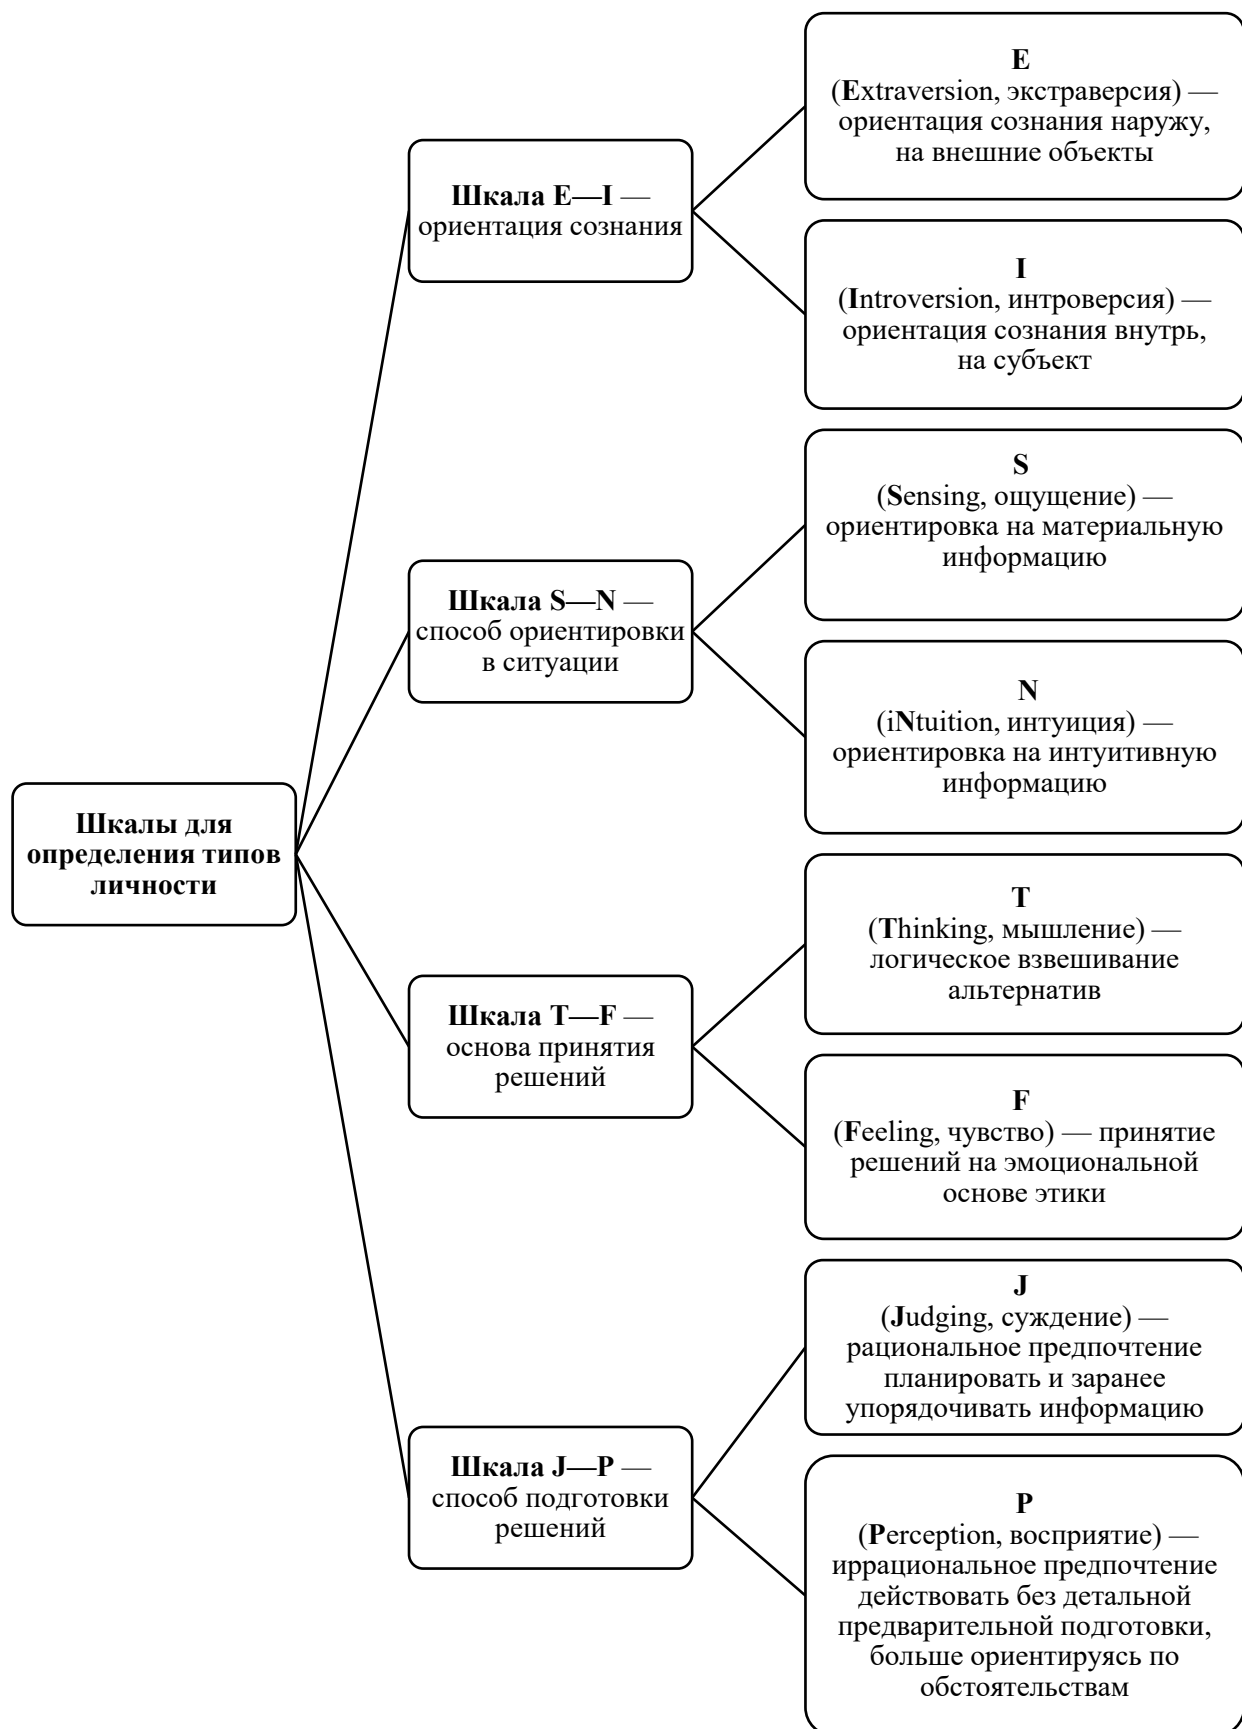 Шкалы для
определения типов
личности
Шкала E—I —
ориентация сознания
E
(Extraversion, экстраверсия) —
ориентация сознания наружу,
на внешние объекты
I
(Introversion, интроверсия) —
ориентация сознания внутрь,
на субъект
Шкала S—N —
способ ориентировки
в ситуации
S
(Sensing, ощущение) —
ориентировка на материальную
информацию
N
(iNtuition, интуиция) —
ориентировка на интуитивную
информацию
Шкала T—F —
основа принятия
решений
T
(Thinking, мышление) —
логическое взвешивание
альтернатив
F
(Feeling, чувство) — принятие
решений на эмоциональной
основе этики
Шкала J—P —
способ подготовки
решений
J
(Judging, суждение) —
рациональное предпочтение
планировать и заранее
упорядочивать информацию
P
(Perception, восприятие) —
иррациональное предпочтение
действовать без детальной
предварительной подготовки,
больше ориентируясь по
обстоятельствам